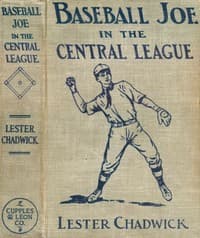 BASEBALL
JOE
IN THE
CENTRAL
LEAGUE.
LESTER
CHADWICK
CUPPLES
& LEON
CO.
BASEBALL JOE
IN THE
CENTRAL LEAGUE
LESTER CHADWICK